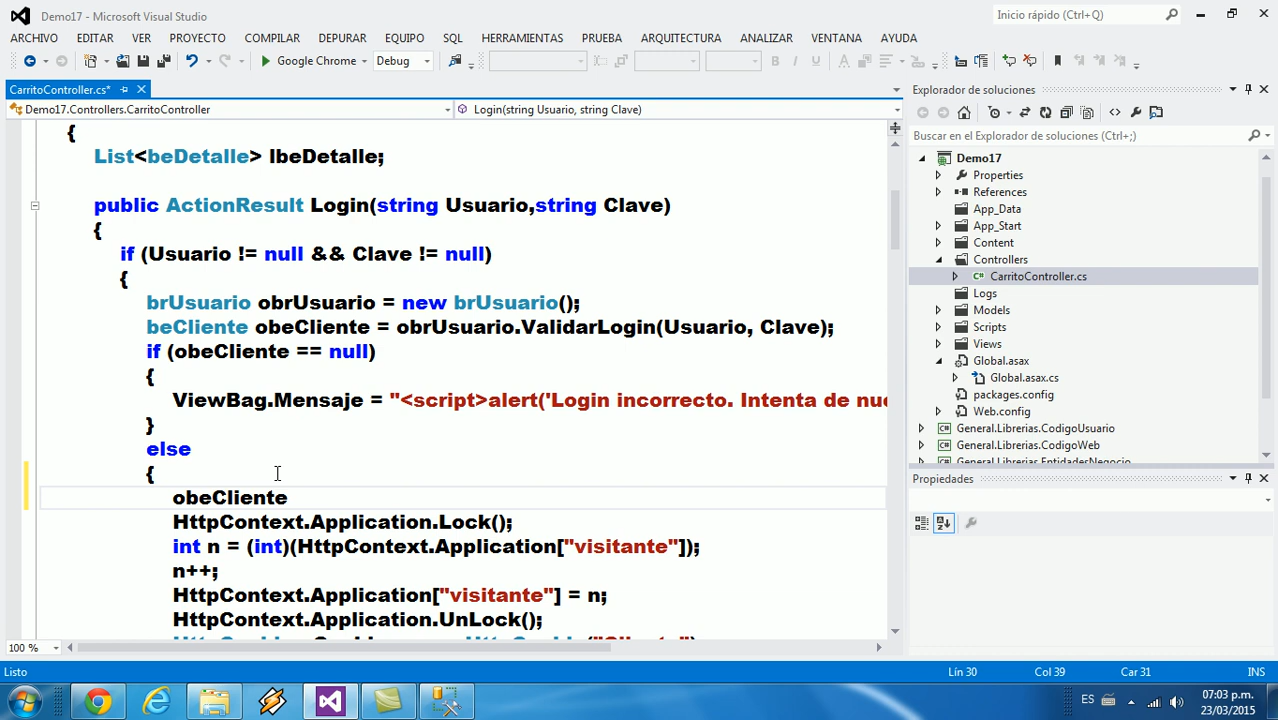 Demo17 - Microsoft Visual Studio
Inicio rápido (Ctrl+Q)
ARCHIVO EDITAR VER PROYECTO COMPILAR DEPURAR EQUIPO SQL HERRAMIENTAS PRUEBA ARQUITECTURA ANALIZAR VENTANA AYUDA
Google Chrome Debug
CarritoController.cs*
Explorador de soluciones
Demo17.Controllers.CarritoController
Login(string Usuario, string Clave)
Buscar en el Explorador de soluciones (Ctrl+;)
{
List<beDetalle> lbeDetalle;
public ActionResult Login(string Usuario,string Clave)
{
if (Usuario != null && Clave != null)
{
brUsuario obrUsuario = new brUsuario();
beCliente obeCliente = obrUsuario.ValidarLogin(Usuario, Clave);
if (obeCliente == null)
{
ViewBag.Mensaje = "<script>alert('Login incorrecto. Intenta de nue
}
else
{
obeCliente
HttpContext.Application.Lock();
int n = (int)(HttpContext.Application["visitante"]);
n++;
HttpContext.Application["visitante"] = n;
HttpContext.Application.UnLock();
Demo17
Properties
References
App_Data
App_Start
Content
Controllers
CarritoController.cs
Logs
Models
Scripts
Views
Global.asax
Global.asax.cs
packages.config
Web.config
General.Librerias.CodigoUsuario
General.Librerias.CodigoWeb
General.Librerias.EntidadesNegocio
Propiedades
100 %
Listo
Lín 30 Col 39 Car 31 INS
ES
07:03 p.m.
23/03/2015